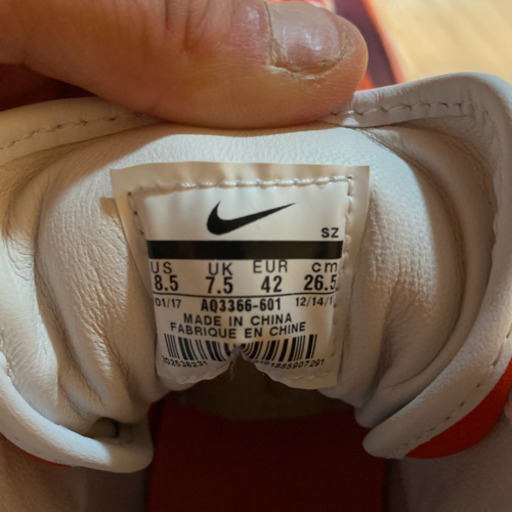 SZ
US UK EUR cm
8.5 7.5 42 26.5
01/17 AQ3366-601 12/14/1
MADE IN CHINA
FABRIQUE EN CHINE